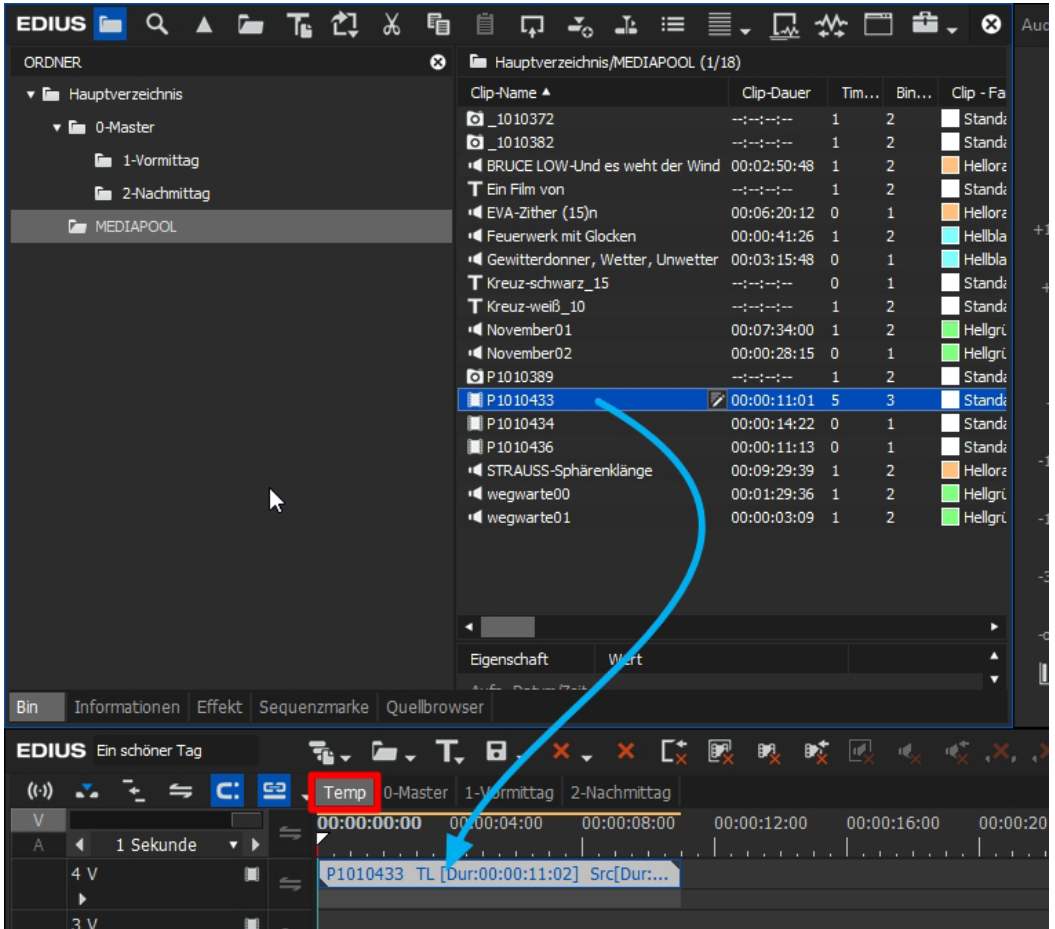 EDIUS
Aud
ORDNER
Hauptverzeichnis/MEDIAPOOL (1/18)
Hauptverzeichnis
0-Master
1-Vormittag
2-Nachmittag
MEDIAPOOL
Clip-Name Clip-Dauer Tim... Bin... Clip - Fa
_1010372 --:--:--:-- 1 2 Standa
_1010382 --:--:--:-- 1 2 Standa
BRUCE LOW-Und es weht der Wind 00:02:50:48 1 2 Hellora
Ein Film von --:--:--:-- 1 2 Standa
EVA-Zither (15)n 00:06:20:12 0 1 Hellora
Feuerwerk mit Glocken 00:00:41:26 1 2 Hellbla
Gewitterdonner, Wetter, Unwetter 00:03:15:48 0 1 Hellbla
Kreuz-schwarz_15 --:--:--:-- 0 1 Standa
Kreuz-weiß_10 --:--:--:-- 1 2 Standa
November01 00:07:34:00 1 2 Hellgrü
November02 00:00:28:15 0 1 Hellgrü
P1010389 --:--:--:-- 1 2 Standa
P1010433 00:00:11:01 5 3 Standa
P1010434 00:00:14:22 0 1 Standa
P1010436 00:00:11:13 0 1 Standa
STRAUSS-Sphärenklänge 00:09:29:39 1 2 Hellora
wegwarte00 00:01:29:36 1 2 Hellgrü
wegwarte01 00:00:03:09 1 2 Hellgrü
Eigenschaft Wert
Bin Informationen Effekt Sequenzmarke Quellbrowser
EDIUS Ein schöner Tag
Temp 0-Master 1-Vormittag 2-Nachmittag
V 00:00:00:00 00:00:04:00 00:00:08:00 00:00:12:00 00:00:16:00 00:00:20
A 1 Sekunde
4 V P1010433 TL [Dur:00:00:11:02] Src[Dur:...
3 V